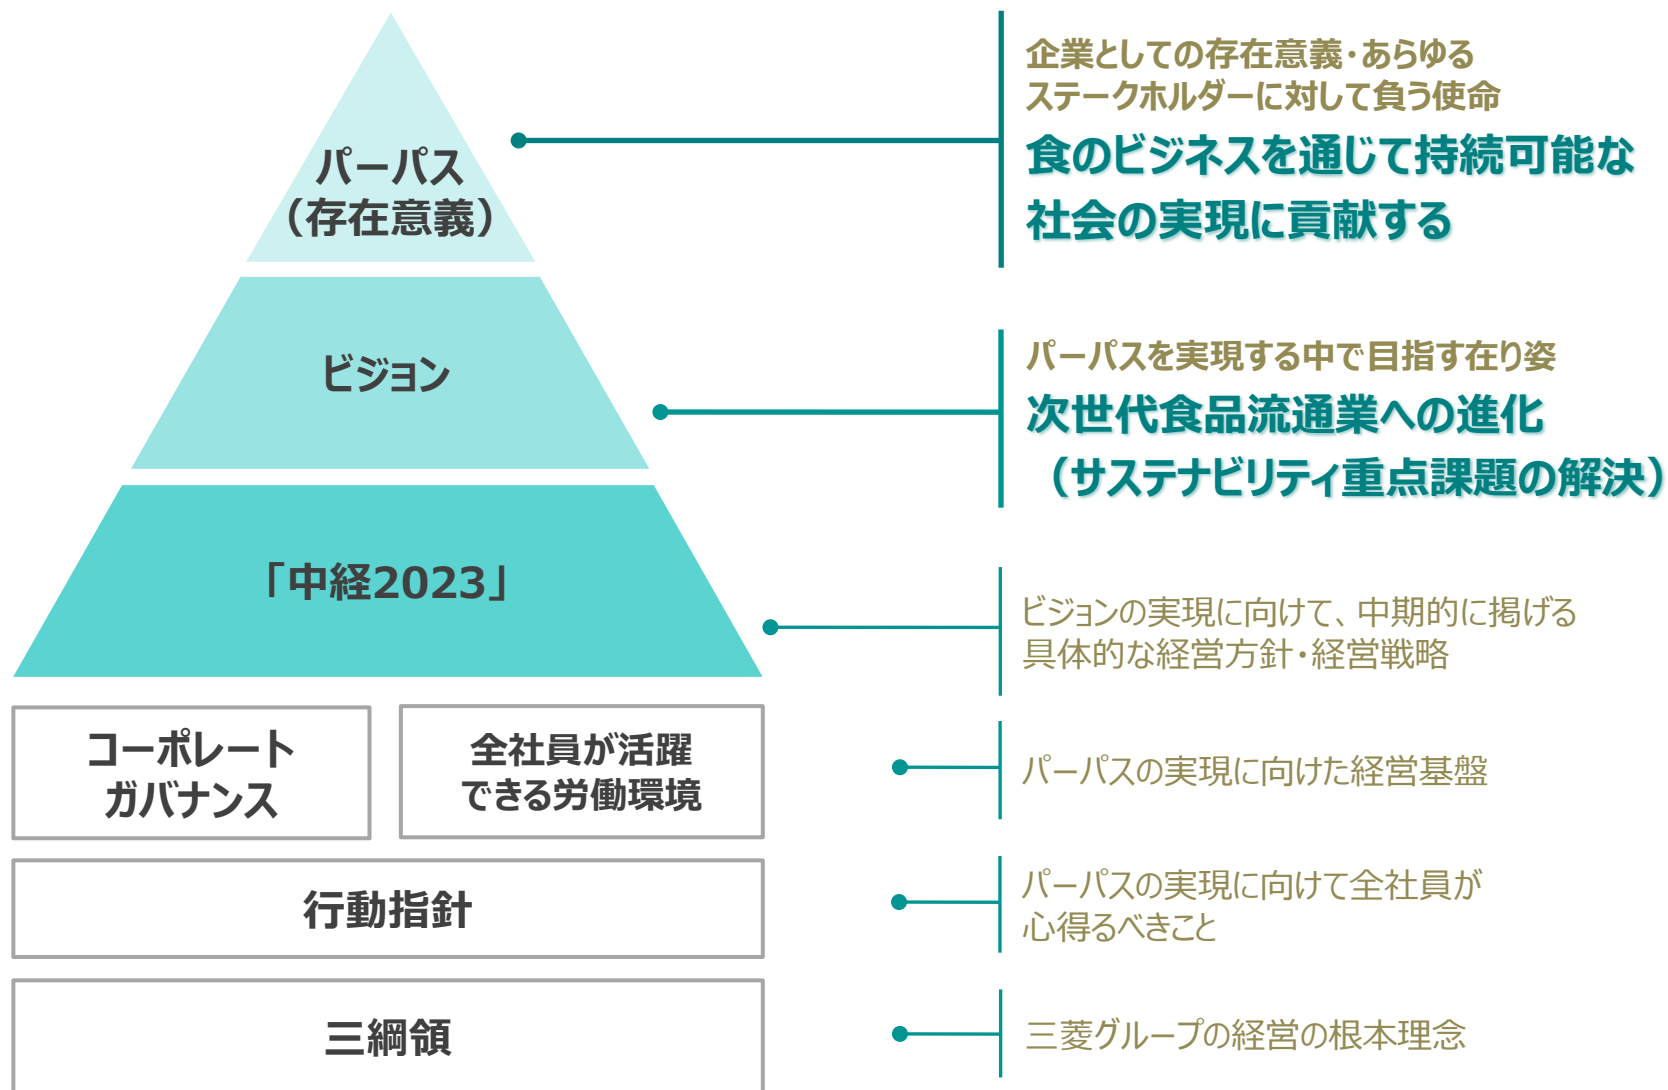 パーパス
（存在意義）
企業としての存在意義・あらゆる
ステークホルダーに対して負う使命
食のビジネスを通じて持続可能な
社会の実現に貢献する
ビジョン
パーパスを実現する中で目指す在り姿
次世代食品流通業への進化
（サステナビリティ重点課題の解決）
「中経2023」
ビジョンの実現に向けて、中期的に掲げる
具体的な経営方針・経営戦略
コーポレート
ガバナンス
全社員が活躍
できる労働環境
パーパスの実現に向けた経営基盤
行動指針
パーパスの実現に向けて全社員が
心得るべきこと
三綱領
三菱グループの経営の根本理念